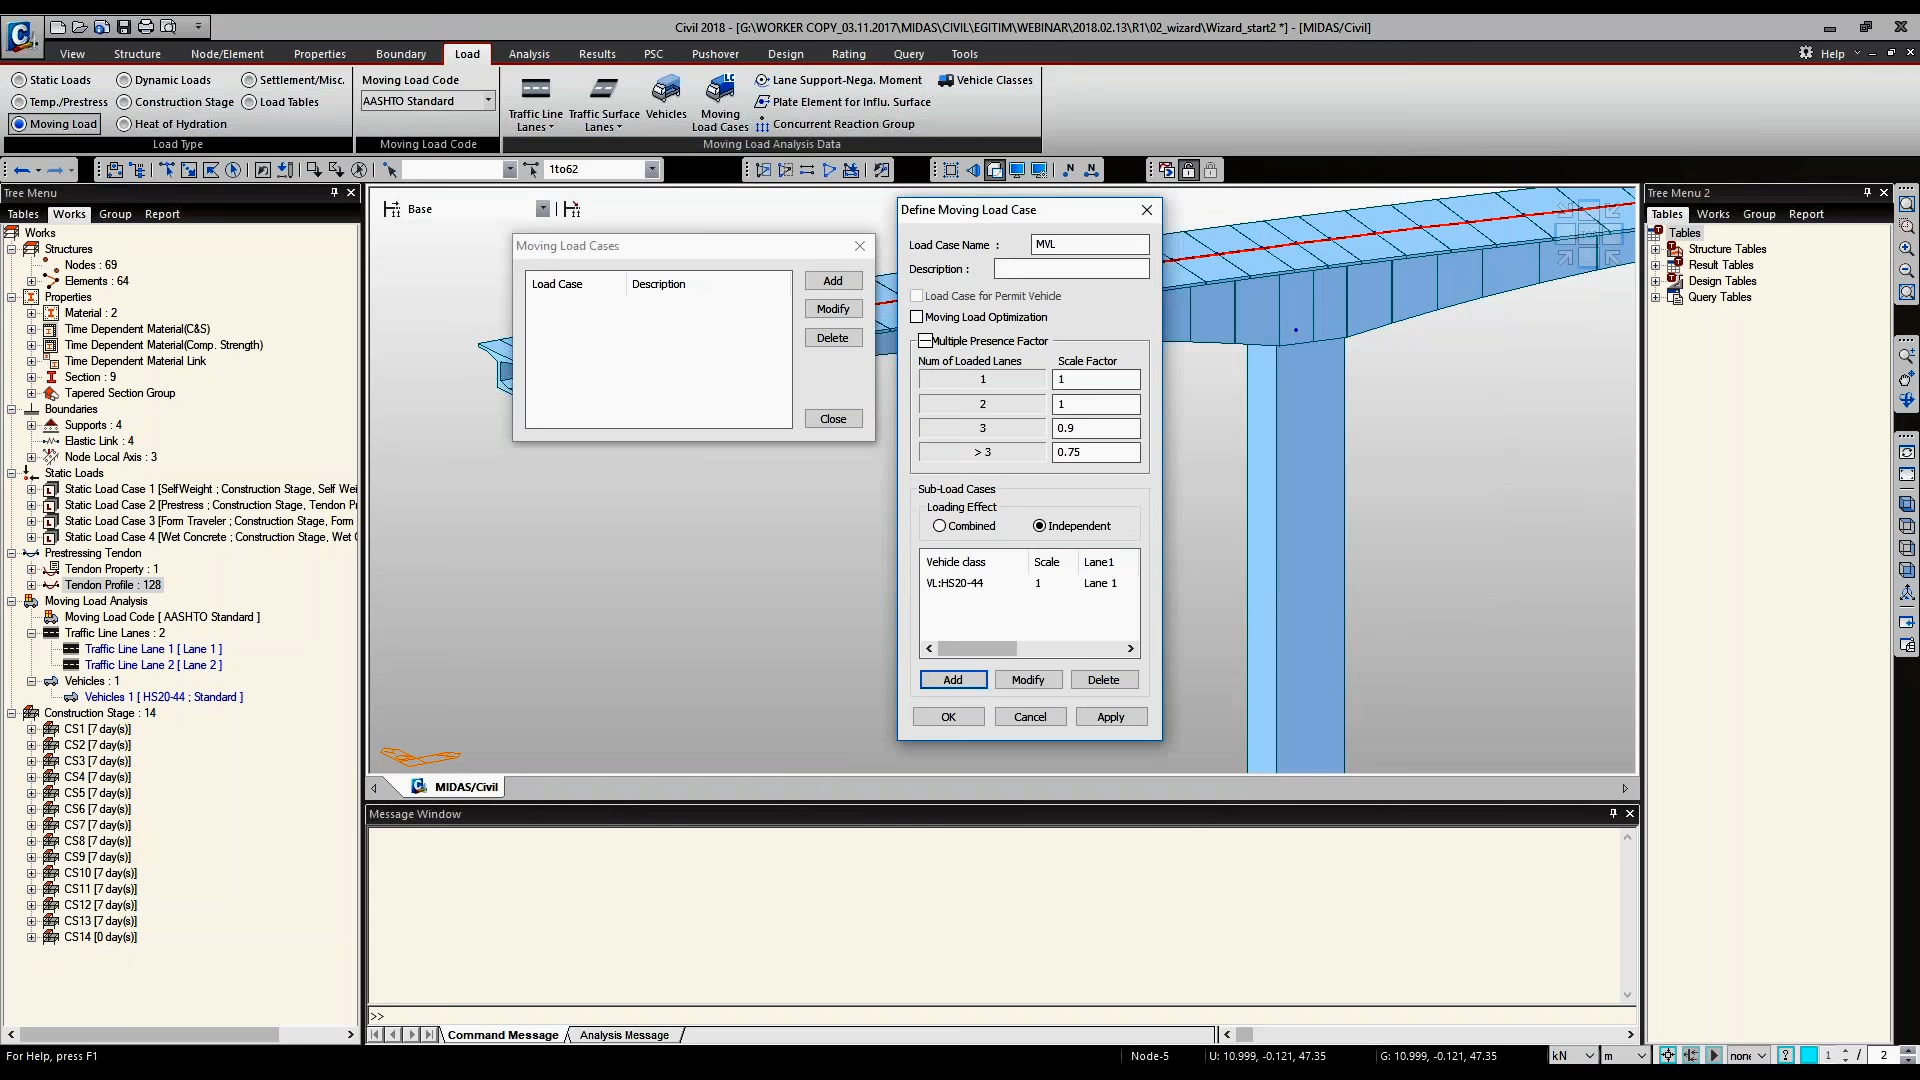 Civil 2018 - [G:\WORKER COPY_03.11.2017\MIDAS\CIVIL\EGITIM\WEBINAR\2018.02.13\R1\02_wizard\Wizard_start2 *] - [MIDAS/Civil]
View Structure Node/Element Properties Boundary Load Analysis Results PSC Pushover Design Rating Query Tools Help
Static Loads Dynamic Loads Settlement/Misc.
Temp./Prestress Construction Stage Load Tables
Moving Load Heat of Hydration
Load Type
Moving Load Code
AASHTO Standard
Moving Load Code
Traffic Line Lanes
Traffic Surface Lanes
Vehicles
LC
Moving Load Cases
Lane Support-Nega. Moment
Plate Element for Influ. Surface
Concurrent Reaction Group
Vehicle Classes
Moving Load Analysis Data
1to62
Tree Menu
Tables Works Group Report
Works
Structures
Nodes : 69
Elements : 64
Properties
Material : 2
Time Dependent Material(C&S)
Time Dependent Material(Comp. Strength)
Time Dependent Material Link
Section : 9
Tapered Section Group
Boundaries
Supports : 4
Elastic Link : 4
Node Local Axis : 3
Static Loads
Static Load Case 1 [SelfWeight ; Construction Stage, Self Wei
Static Load Case 2 [Prestress ; Construction Stage, Tendon P
Static Load Case 3 [Form Traveler ; Construction Stage, Form
Static Load Case 4 [Wet Concrete ; Construction Stage, Wet C
Prestressing Tendon
Tendon Property : 1
Tendon Profile : 128
Moving Load Analysis
Moving Load Code [ AASHTO Standard ]
Traffic Line Lanes : 2
Traffic Line Lane 1 [ Lane 1 ]
Traffic Line Lane 2 [ Lane 2 ]
Vehicles : 1
Vehicles 1 [ HS20-44 ; Standard ]
Construction Stage : 14
CS1 [7 day(s)]
CS2 [7 day(s)]
CS3 [7 day(s)]
CS4 [7 day(s)]
CS5 [7 day(s)]
CS6 [7 day(s)]
CS7 [7 day(s)]
CS8 [7 day(s)]
CS9 [7 day(s)]
CS10 [7 day(s)]
CS11 [7 day(s)]
CS12 [7 day(s)]
CS13 [7 day(s)]
CS14 [0 day(s)]
Base
Moving Load Cases
Load Case Description
Add
Modify
Delete
Close
Define Moving Load Case
Load Case Name : MVL
Description :
Load Case for Permit Vehicle
Moving Load Optimization
Multiple Presence Factor
Num of Loaded Lanes Scale Factor
1 1
2 1
3 0.9
> 3 0.75
Sub-Load Cases
Loading Effect
Combined Independent
Vehicle class Scale Lane1
VL:HS20-44 1 Lane 1
Add Modify Delete
OK Cancel Apply
MIDAS/Civil
Message Window
>>
Command Message Analysis Message
Tree Menu 2
Tables Works Group Report
Tables
Structure Tables
Result Tables
Design Tables
Query Tables
For Help, press F1
Node-5 U: 10.999, -0.121, 47.35 G: 10.999, -0.121, 47.35 kN m none ? 1 / 2